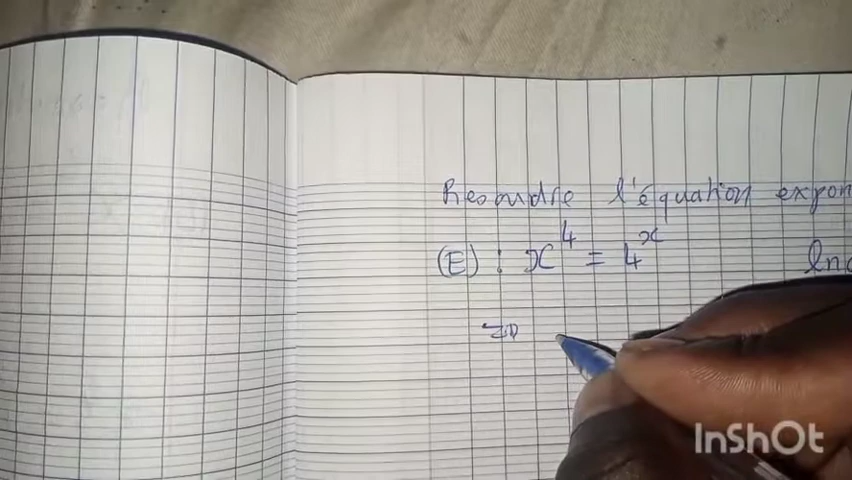 Resoudre l'équation expon
(E) : x⁴ = 4ˣ ln
=>
InShOt